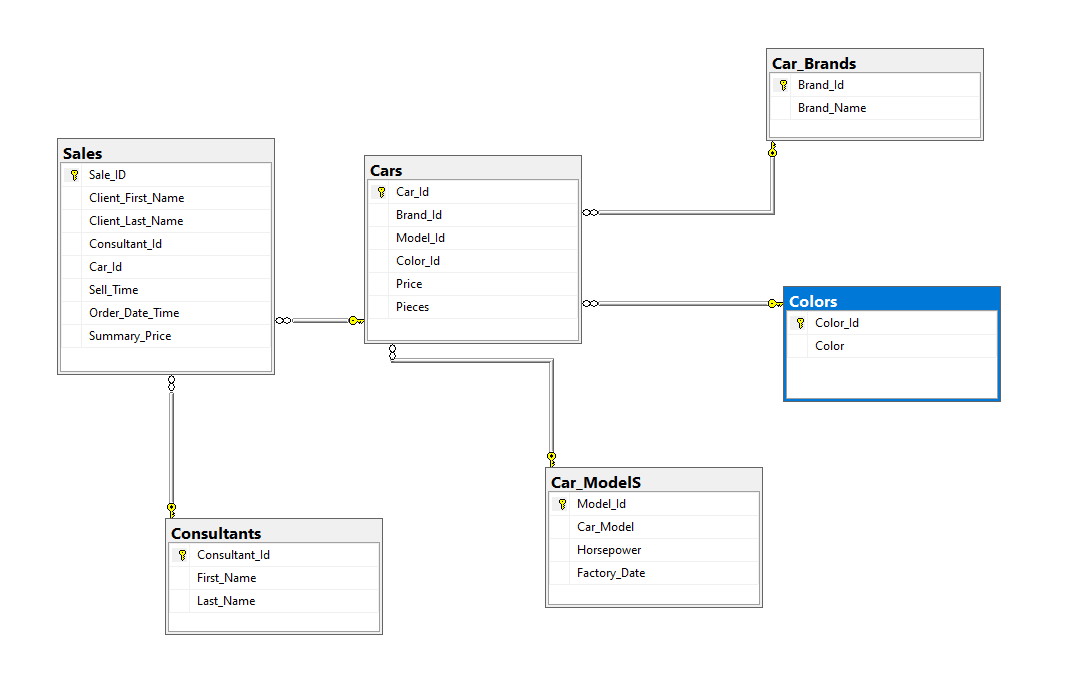 Car_Brands
Brand_Id
Brand_Name
Sales
Sale_ID
Client_First_Name
Client_Last_Name
Consultant_Id
Car_Id
Sell_Time
Order_Date_Time
Summary_Price
Cars
Car_Id
Brand_Id
Model_Id
Color_Id
Price
Pieces
Colors
Color_Id
Color
Car_ModelS
Model_Id
Car_Model
Horsepower
Factory_Date
Consultants
Consultant_Id
First_Name
Last_Name